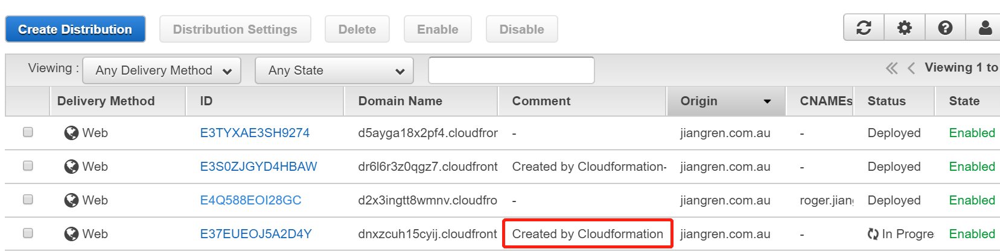 Create Distribution Distribution Settings Delete Enable Disable
Viewing : Any Delivery Method Any State Viewing 1 to
Delivery Method ID Domain Name Comment Origin CNAMEs Status State
Web E3TYXAE3SH9274 d5ayga18x2pf4.cloudfror - jiangren.com.au - Deployed Enabled
Web E3S0ZJGYD4HBAW dr6l6r3z0qgz7.cloudfront Created by Cloudformation- jiangren.com.au - Deployed Enabled
Web E4Q588EOI28GC d2x3ingtt8wmnv.cloudfro - jiangren.com.au roger.jiang Deployed Enabled
Web E37EUEOJ5A2D4Y dnxzcuh15cyij.cloudfront Created by Cloudformation jiangren.com.au - In Progre Enabled